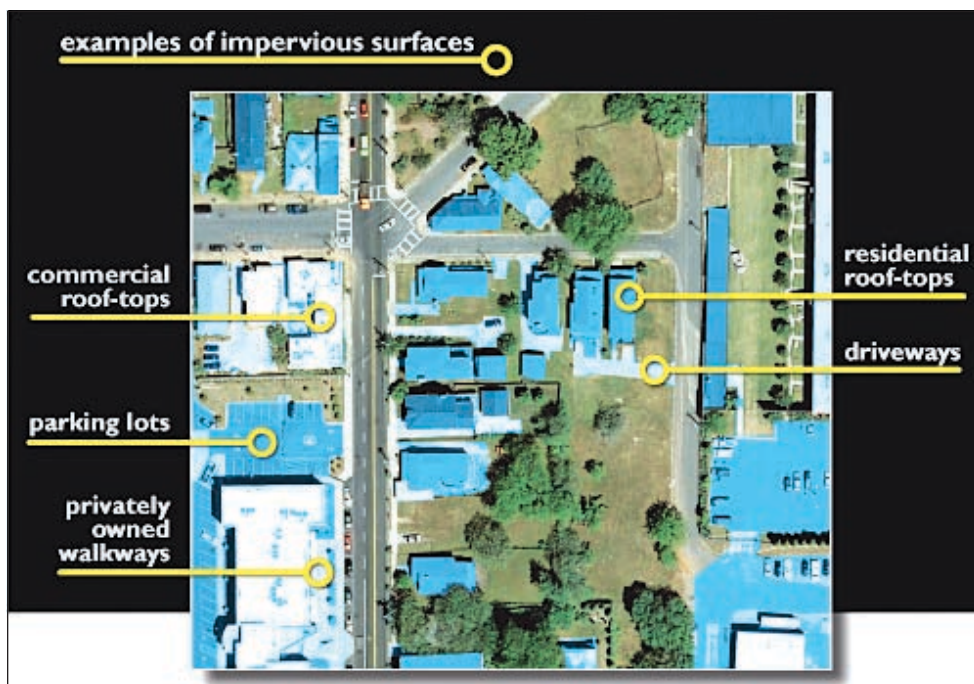 examples of impervious surfaces
commercial
roof-tops
parking lots
privately
owned
walkways
residential
roof-tops
driveways